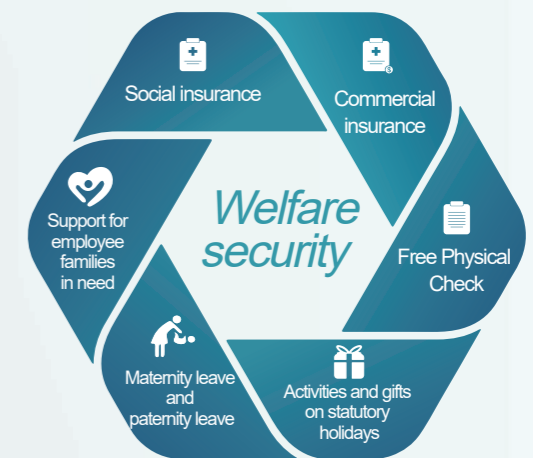 Social insurance
Commercial
insurance
Welfare
security
Support for
employee
families
in need
Free Physical
Check
Maternity leave
and
paternity leave
Activities and gifts
on statutory
holidays